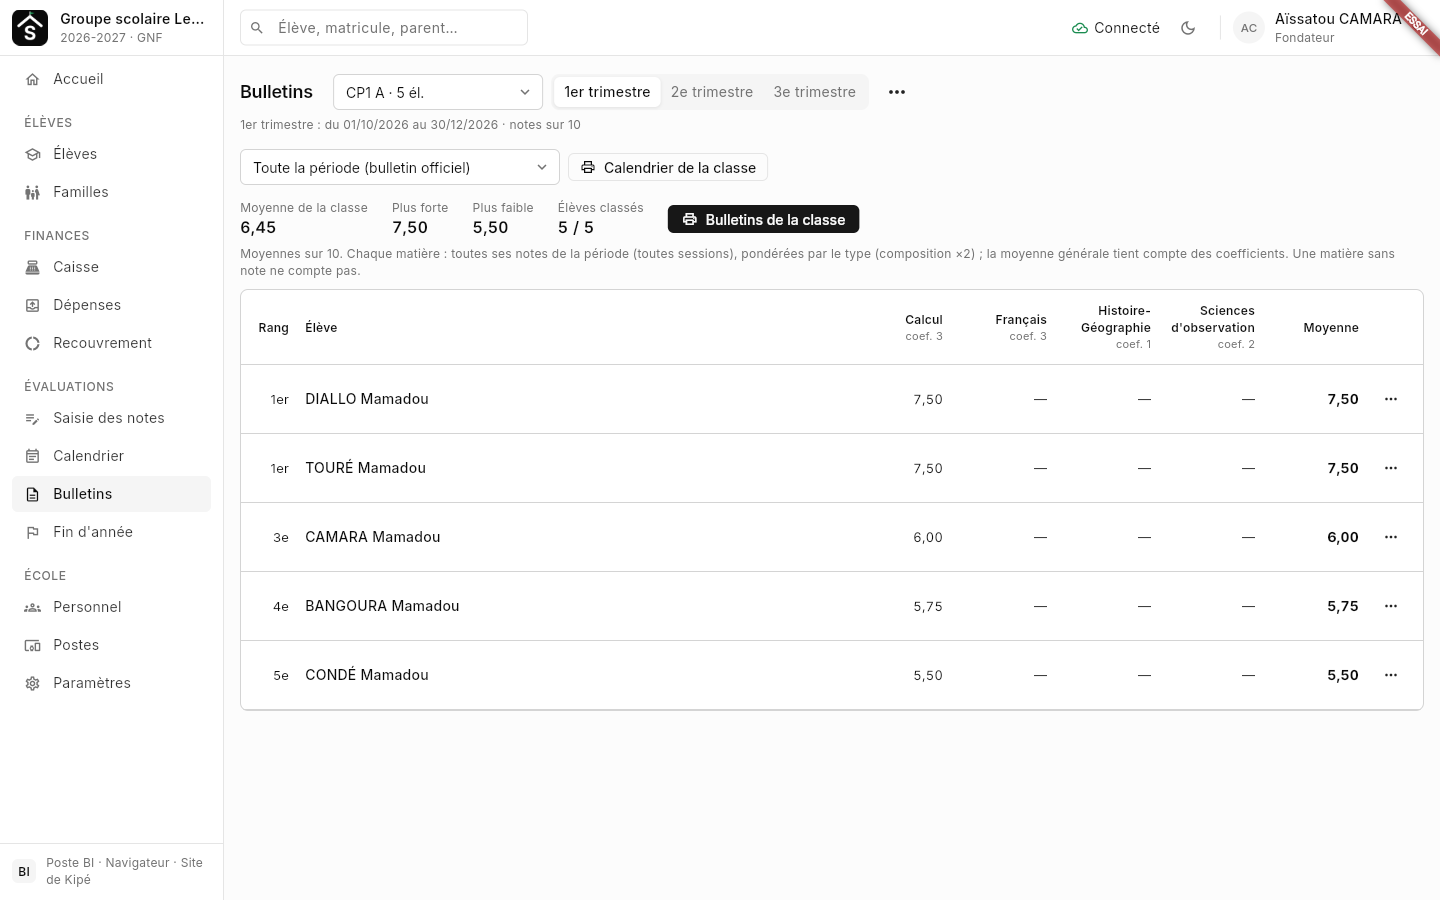 Groupe scolaire Le...
2026-2027 · GNF
Élève, matricule, parent...
Connecté
AC
Aïssatou CAMARA
Fondateur
ESSAI
Accueil
ÉLÈVES
Élèves
Familles
FINANCES
Caisse
Dépenses
Recouvrement
ÉVALUATIONS
Saisie des notes
Calendrier
Bulletins
Fin d'année
ÉCOLE
Personnel
Postes
Paramètres
BI
Poste BI · Navigateur · Site
de Kipé
Bulletins
CP1 A · 5 él.
1er trimestre
2e trimestre
3e trimestre
1er trimestre : du 01/10/2026 au 30/12/2026 · notes sur 10
Toute la période (bulletin officiel)
Calendrier de la classe
Moyenne de la classe
6,45
Plus forte
7,50
Plus faible
5,50
Élèves classés
5 / 5
Bulletins de la classe
Moyennes sur 10. Chaque matière : toutes ses notes de la période (toutes sessions), pondérées par le type (composition ×2) ; la moyenne générale tient compte des coefficients. Une matière sans
note ne compte pas.
Rang
Élève
Calcul
coef. 3
Français
coef. 3
Histoire-
Géographie
coef. 1
Sciences
d'observation
coef. 2
Moyenne
1er DIALLO Mamadou 7,50 — — — 7,50
1er TOURÉ Mamadou 7,50 — — — 7,50
3e CAMARA Mamadou 6,00 — — — 6,00
4e BANGOURA Mamadou 5,75 — — — 5,75
5e CONDÉ Mamadou 5,50 — — — 5,50